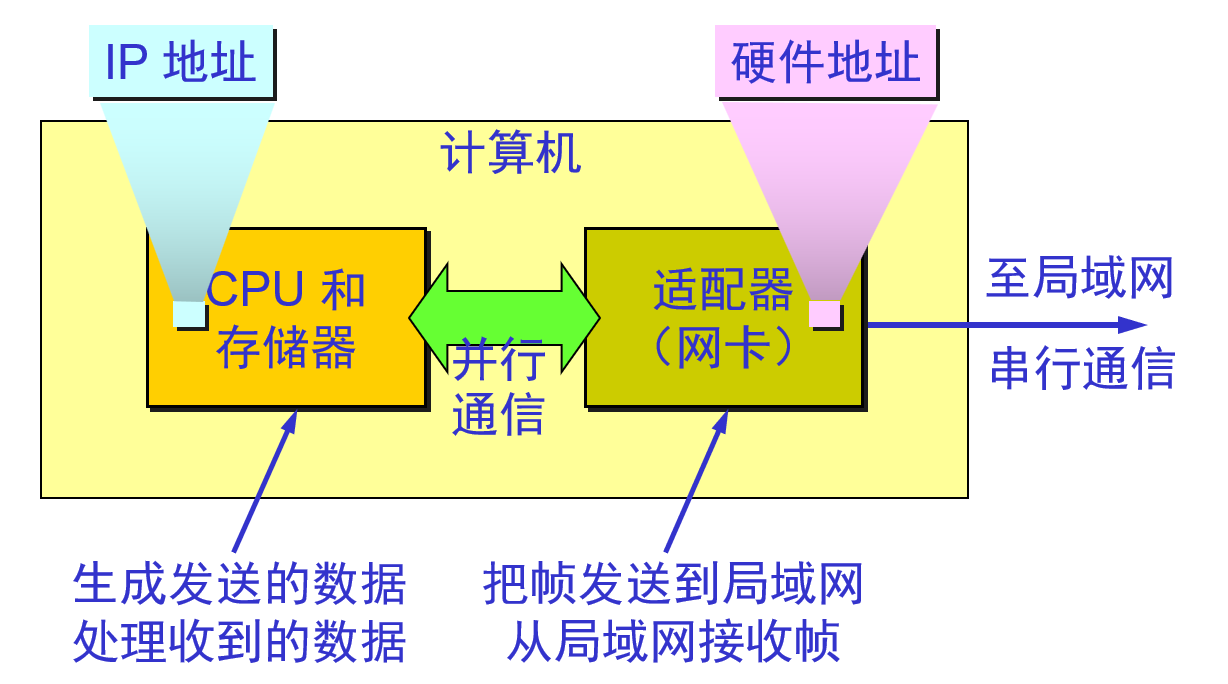 IP 地址
硬件地址
计算机
CPU 和
存储器
并行
通信
适配器
（网卡）
至局域网
串行通信
生成发送的数据
处理收到的数据
把帧发送到局域网
从局域网接收帧